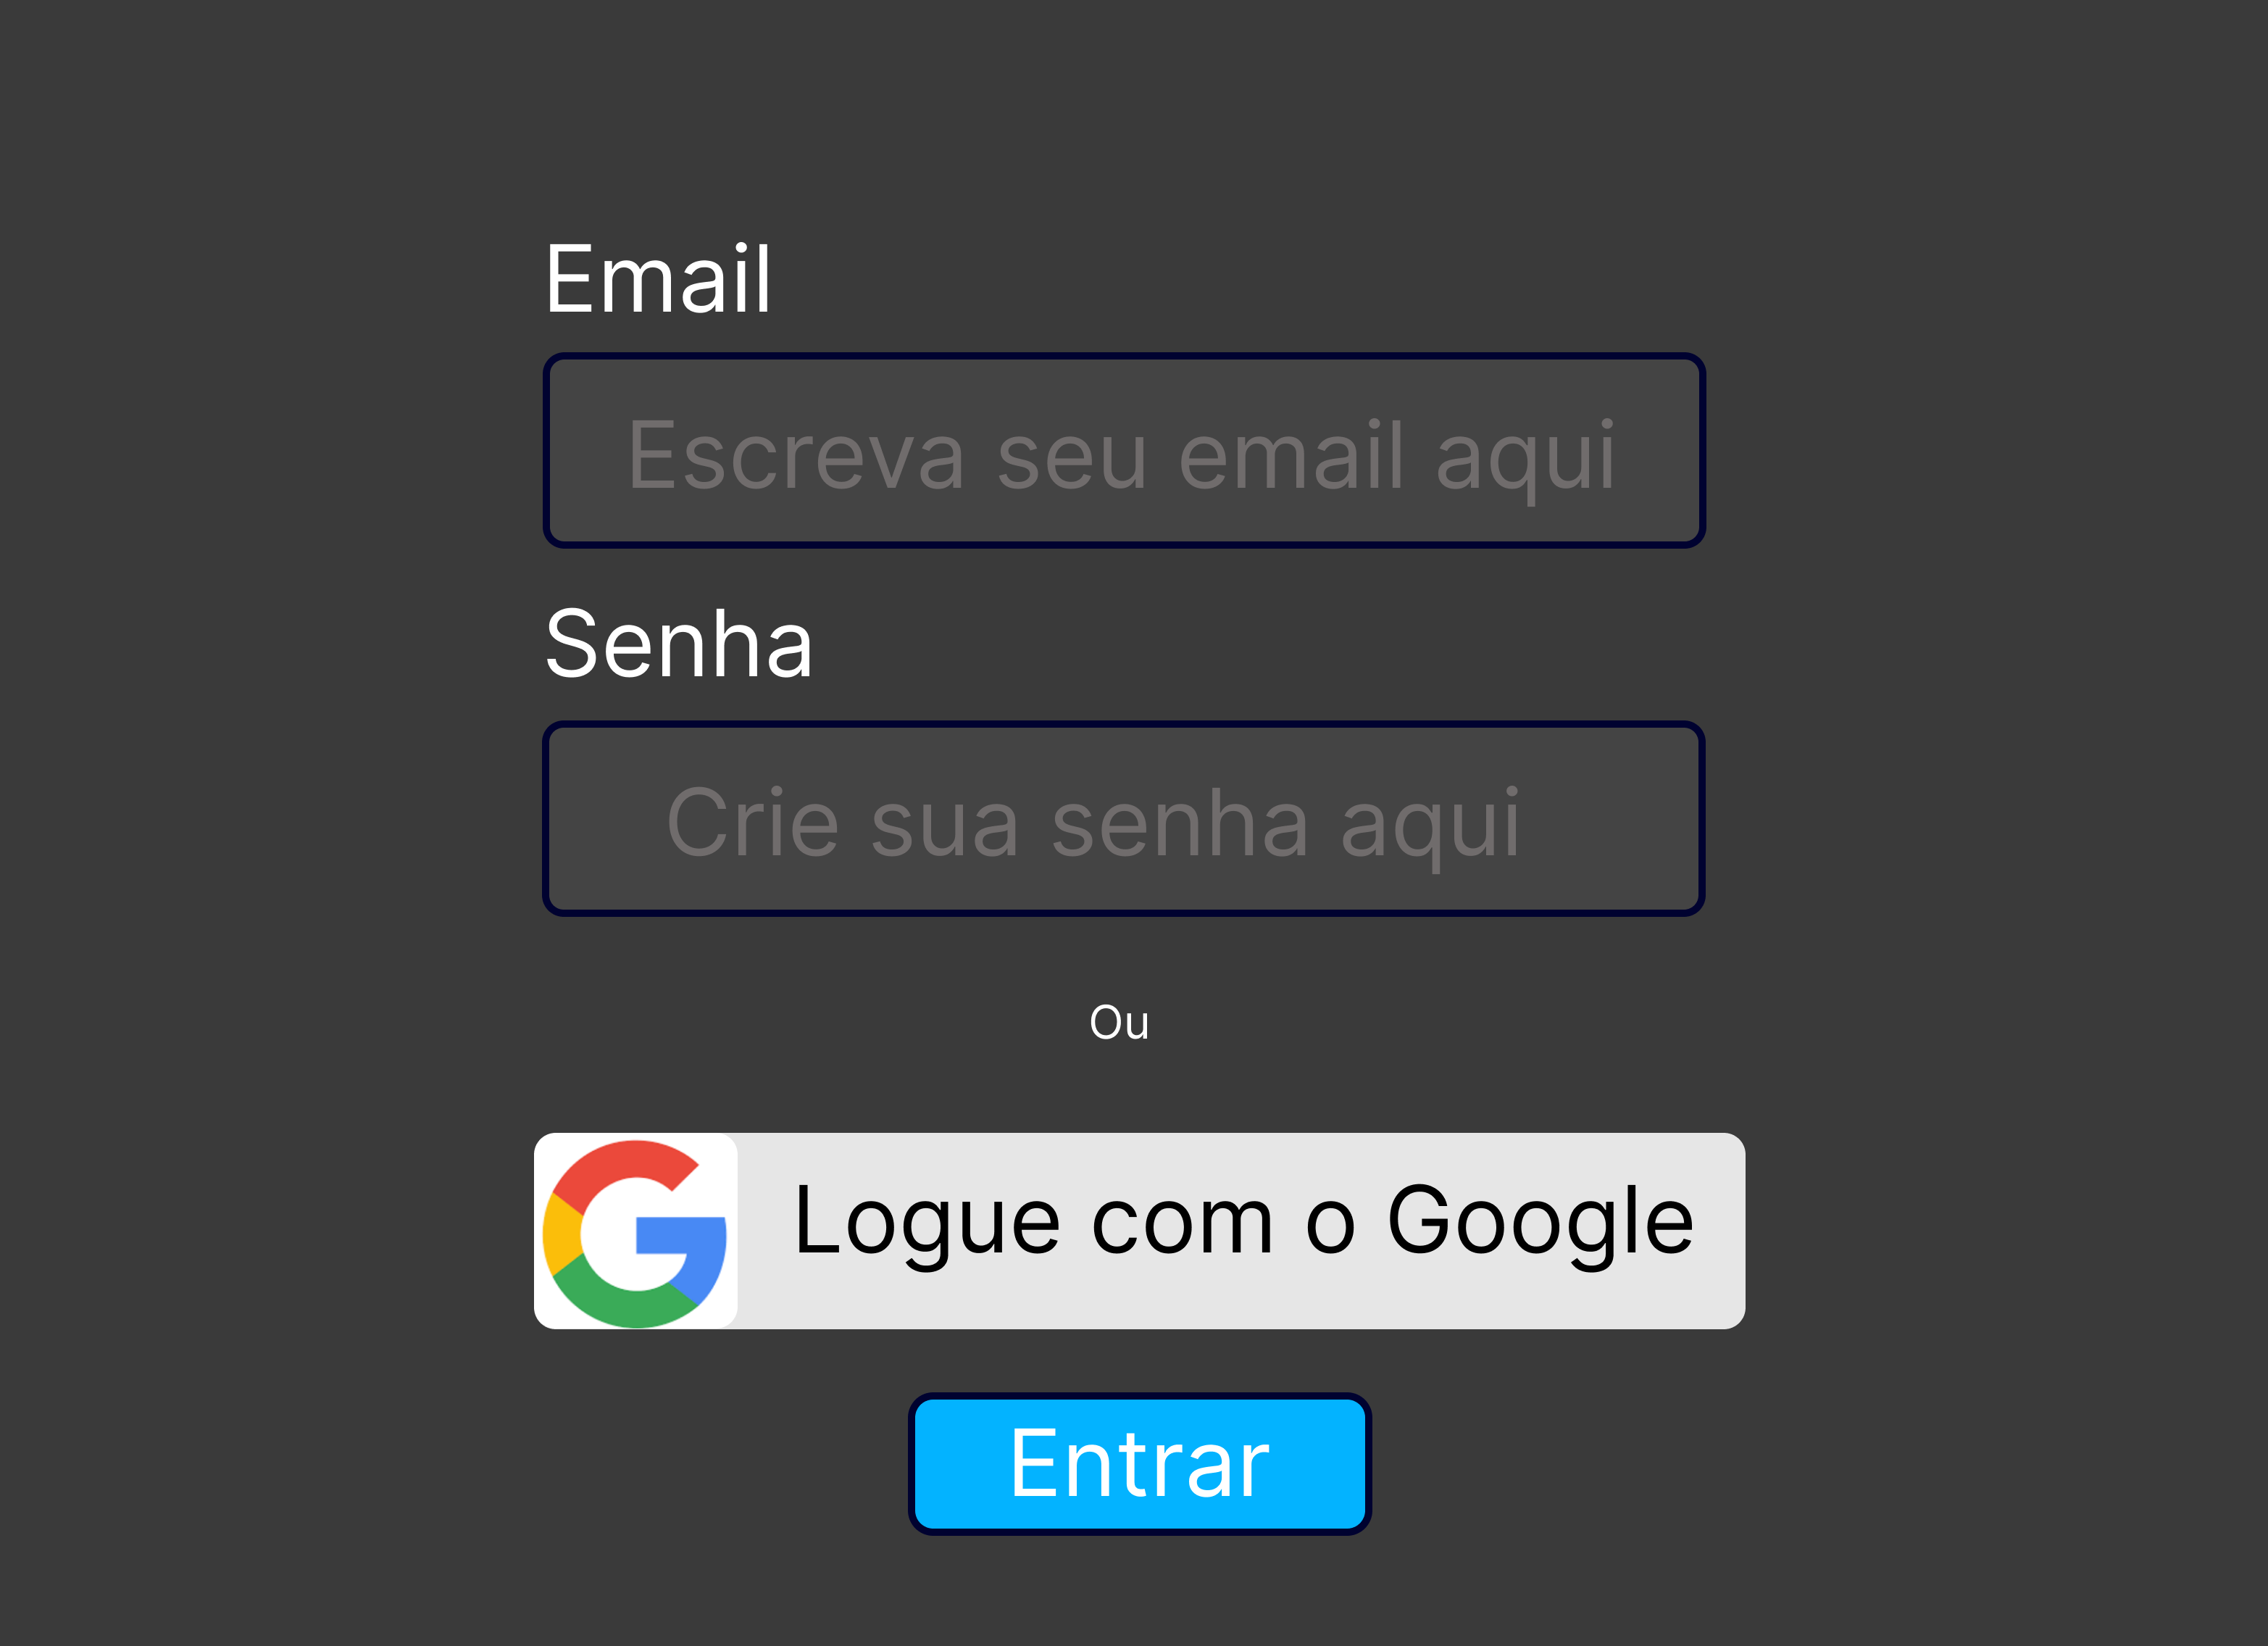 Email
Escreva seu email aqui
Senha
Crie sua senha aqui
Ou
Logue com o Google
Entrar